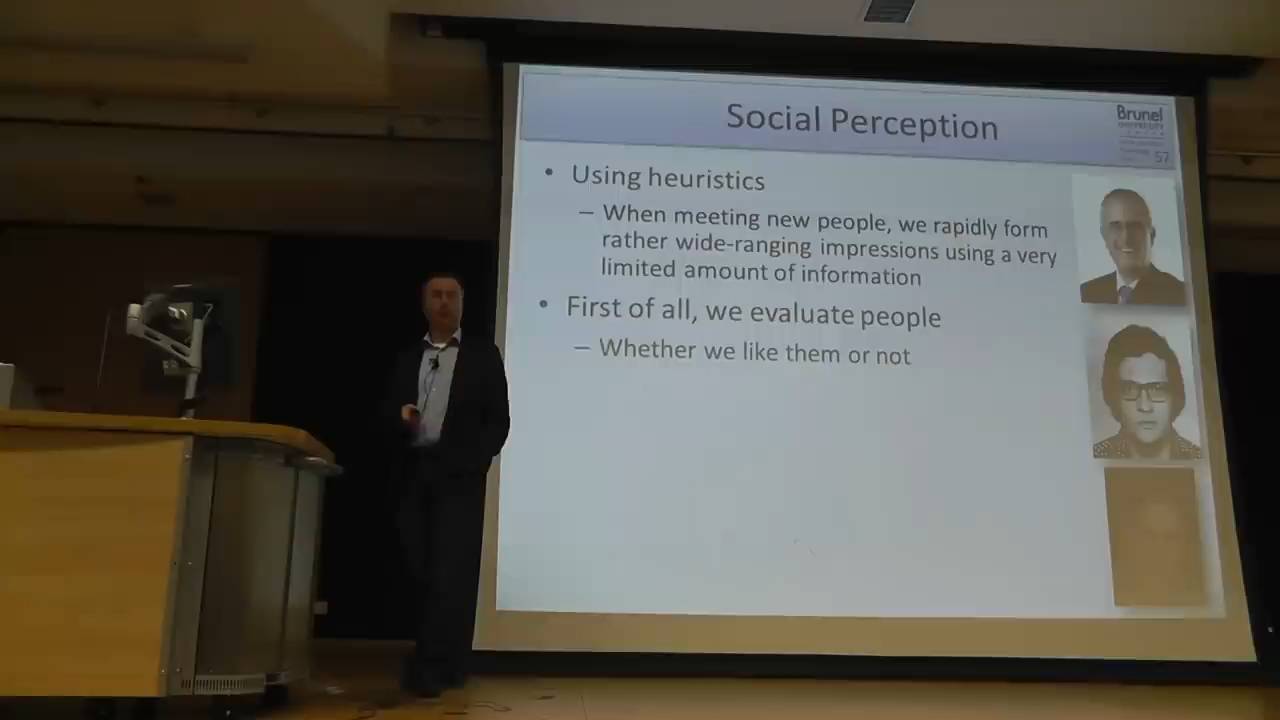 Social Perception
Brunel
UNIVERSITY
57
• Using heuristics
– When meeting new people, we rapidly form
rather wide-ranging impressions using a very
limited amount of information
• First of all, we evaluate people
– Whether we like them or not